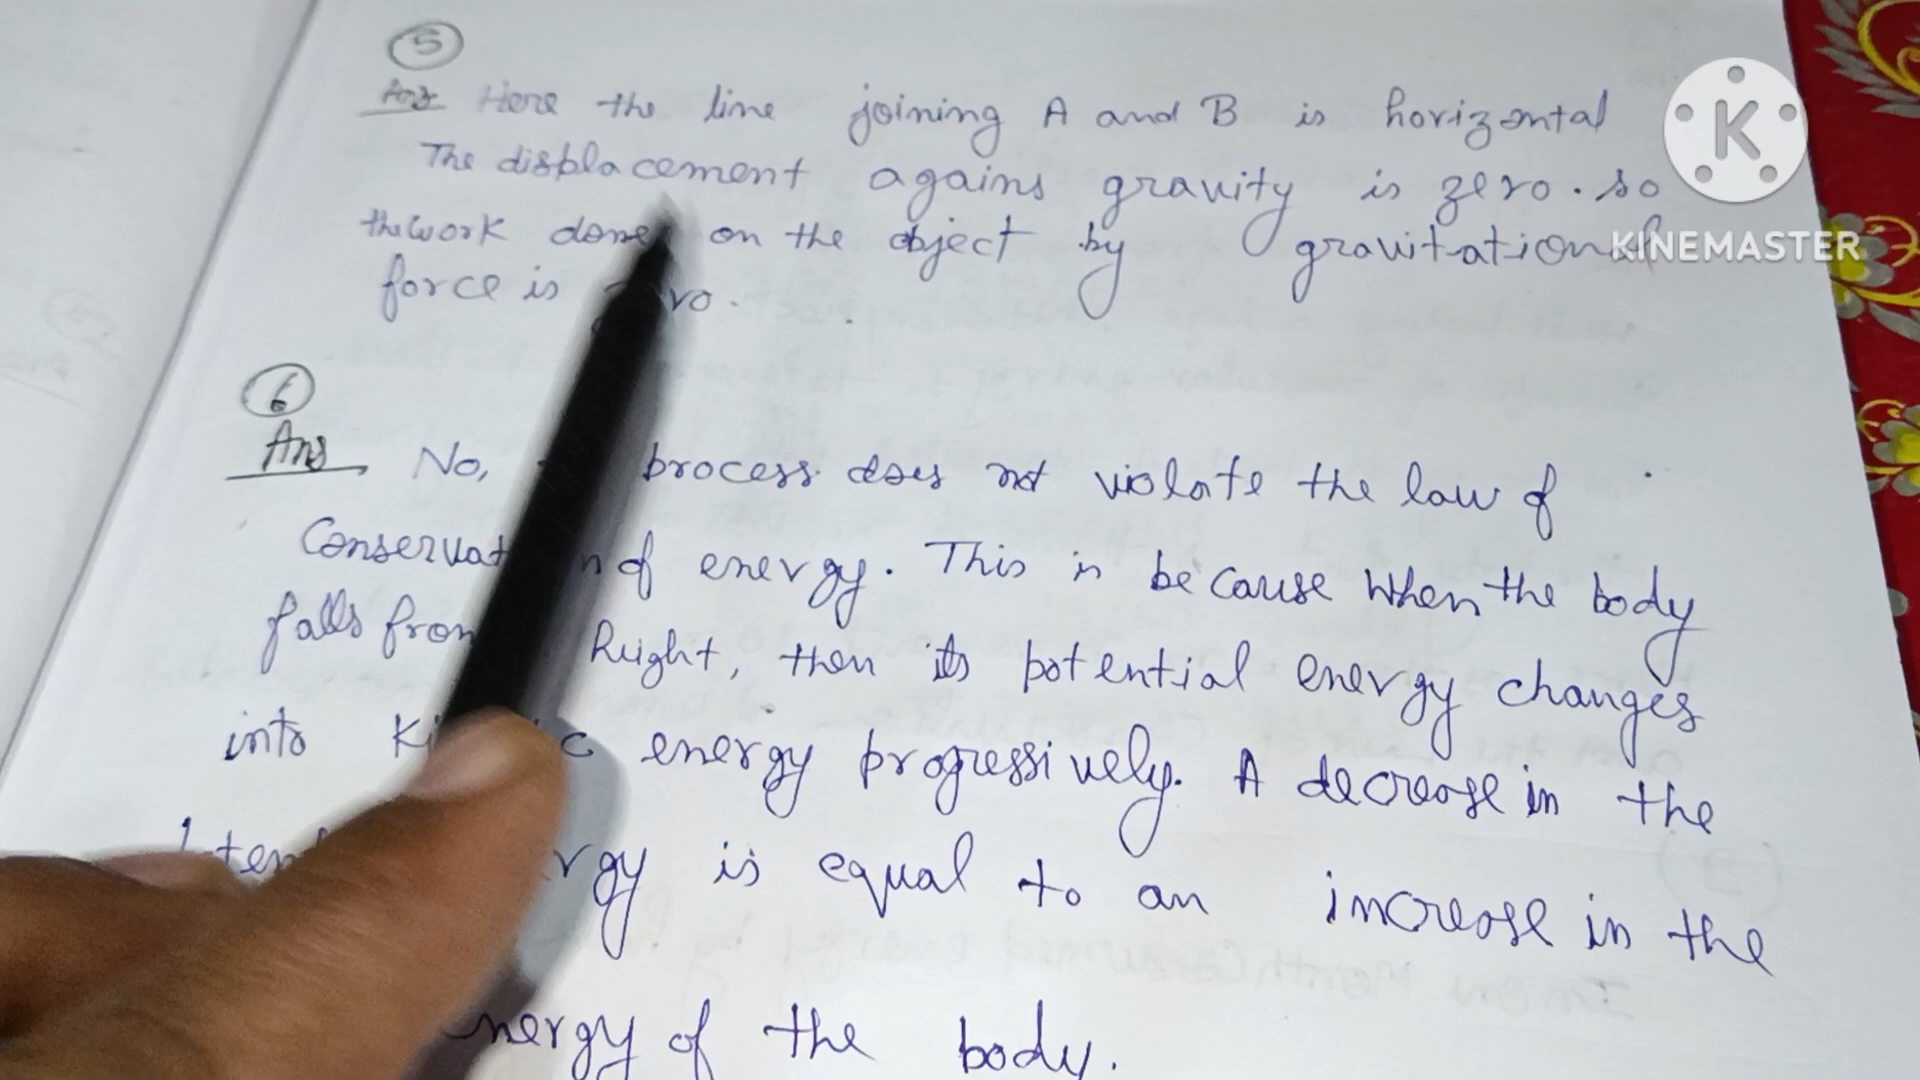 5
Ans Here the line joining A and B is horizontal
The displacement agains gravity is zero. so
the work done on the object by gravitational
force is
6
Ans No, process does not violate the law of
of energy. This is because when the body
falls from Hight, then its potential energy changes
into energy progressively. A decrease in the
is equal to an increase in the
of the body.
K
KINEMASTER